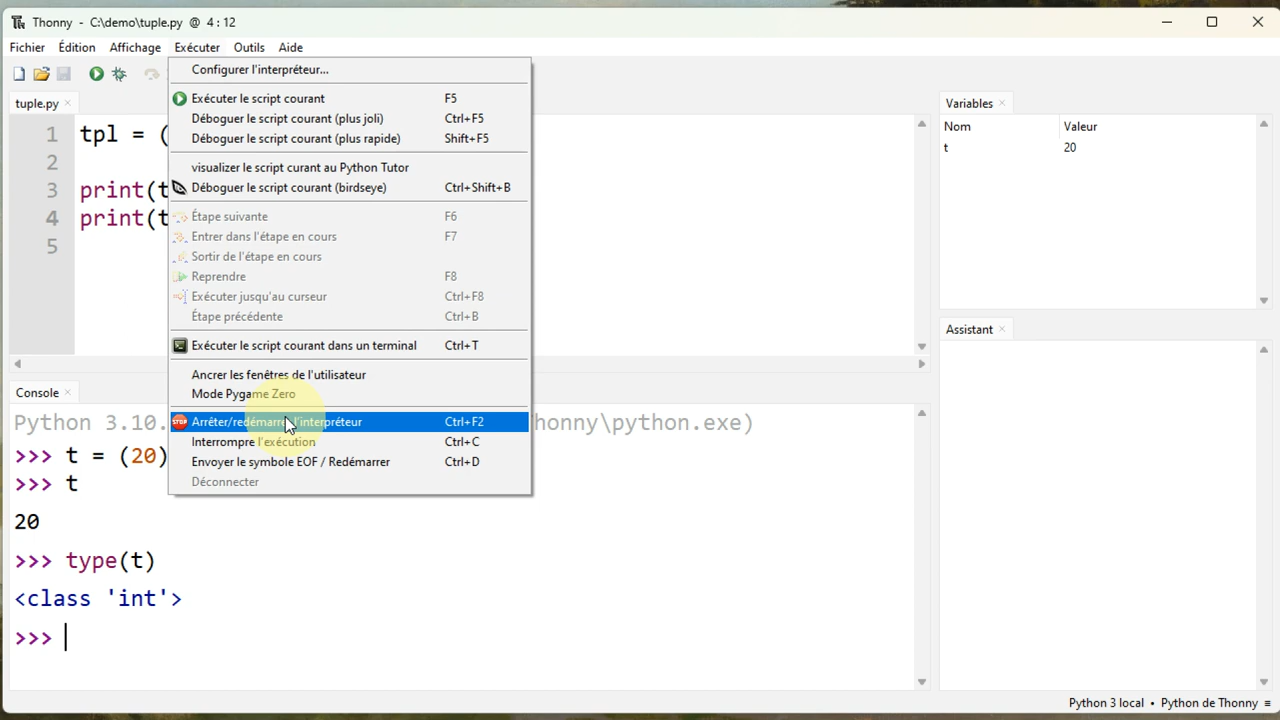 Thonny - C:\demo\tuple.py @ 4 : 12
Fichier Édition Affichage Exécuter Outils Aide
tuple.py
1 tpl = (
2
3 print(t
4 print(t
5
Configurer l'interpréteur...
Exécuter le script courant F5
Déboguer le script courant (plus joli) Ctrl+F5
Déboguer le script courant (plus rapide) Shift+F5
visualizer le script curant au Python Tutor
Déboguer le script courant (birdseye) Ctrl+Shift+B
Étape suivante F6
Entrer dans l'étape en cours F7
Sortir de l'étape en cours
Reprendre F8
Exécuter jusqu'au curseur Ctrl+F8
Étape précédente Ctrl+B
Exécuter le script courant dans un terminal Ctrl+T
Ancrer les fenêtres de l'utilisateur
Mode Pygame Zero
STOP Arrêter/redémarrer l'interpréteur Ctrl+F2
Interrompre l'exécution Ctrl+C
Envoyer le symbole EOF / Redémarrer Ctrl+D
Déconnecter
Variables
Nom Valeur
t 20
Assistant
Console
Python 3.10. honny\python.exe)
>>> t = (20)
>>> t
20
>>> type(t)
<class 'int'>
>>>
Python 3 local • Python de Thonny ≡